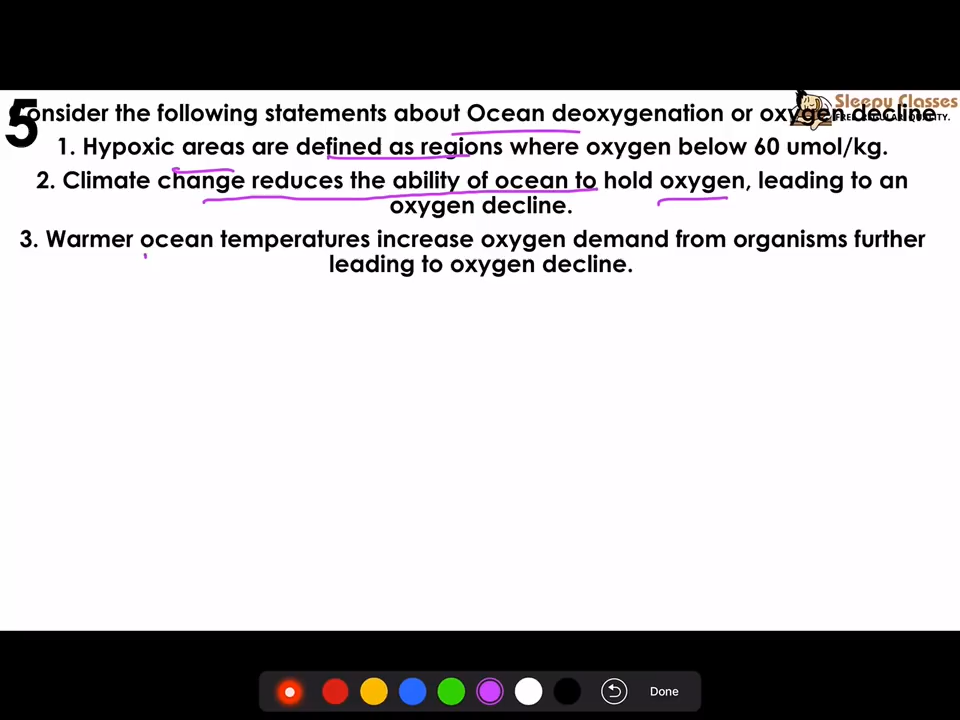 5
Consider the following statements about Ocean deoxygenation or oxygen decline
Sleepy Classes
1. Hypoxic areas are defined as regions where oxygen below 60 umol/kg.
2. Climate change reduces the ability of ocean to hold oxygen, leading to an
oxygen decline.
3. Warmer ocean temperatures increase oxygen demand from organisms further
leading to oxygen decline.
Done